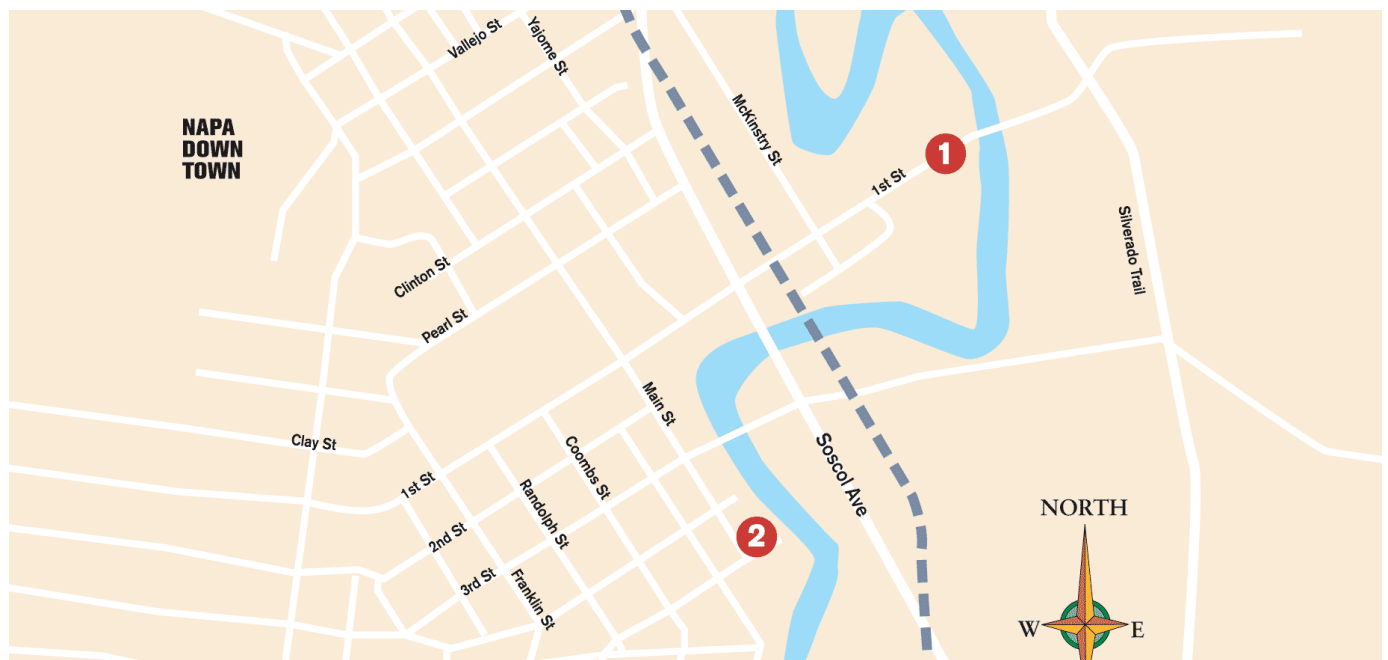 Vallejo St
Yajome St
NAPA
DOWN
TOWN
McKinstry St
1
1st St
Silverado Trail
Clinton St
Pearl St
Main St
Clay St
Coombs St
Soscol Ave
1st St
Randolph St
2nd St
2
3rd St
Franklin St
NORTH
W
E